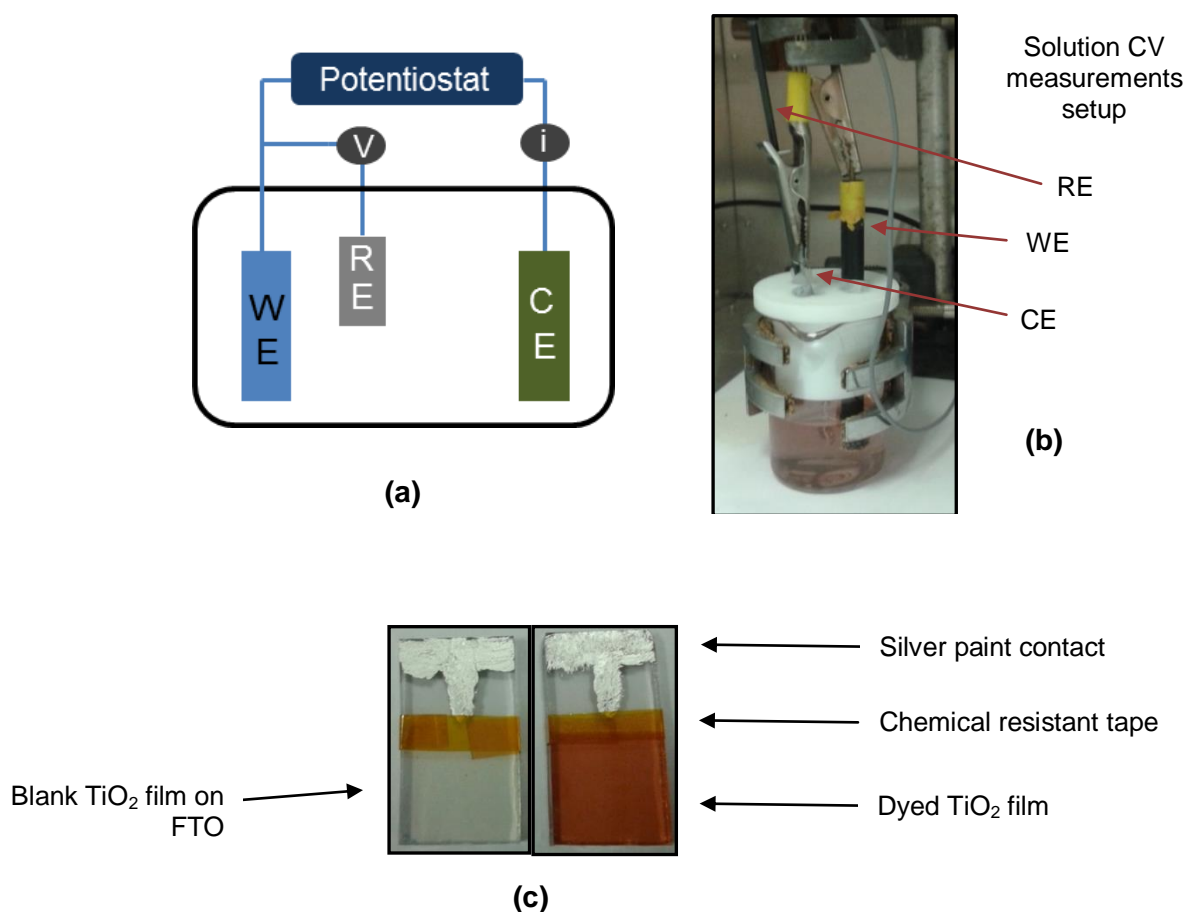 Potentiostat
V
i
W
E
R
E
C
E
(a)
Solution CV
measurements
setup
RE
WE
CE
(b)
Silver paint contact
Chemical resistant tape
Blank TiO₂ film on
FTO
Dyed TiO₂ film
(c)